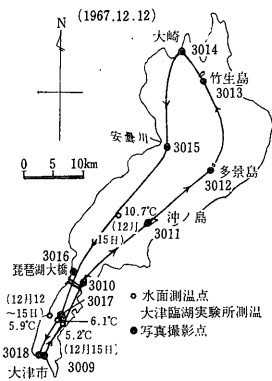 (1967.12.12)
N
大崎
3014
竹生島
3013
安曇川
3015
0 5 10km
多景島
3012
10.7℃
(12月
15日)
沖ノ島
3011
3016
琵琶湖大橋
3010
3017
(12月12
～15日)
5.9℃
6.1℃
5.2℃
(12月15日)
3018
3009
大津市
水面測温点
大津臨湖実験所測温
写真撮影点